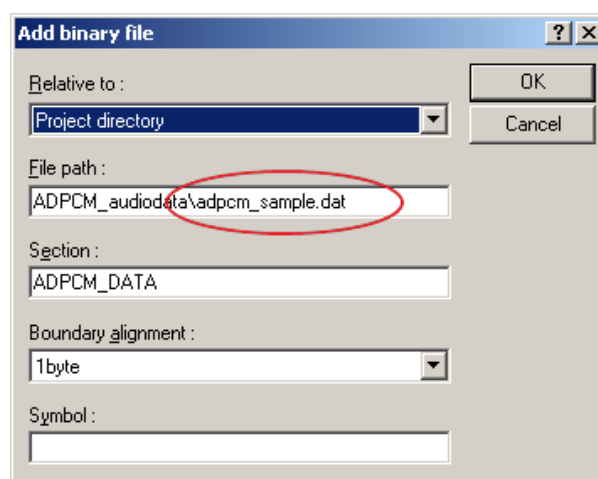 Add binary file
Relative to :
OK
Project directory
Cancel
File path :
ADPCM_audiodata\adpcm_sample.dat
Section :
ADPCM_DATA
Boundary alignment :
1byte
Symbol :